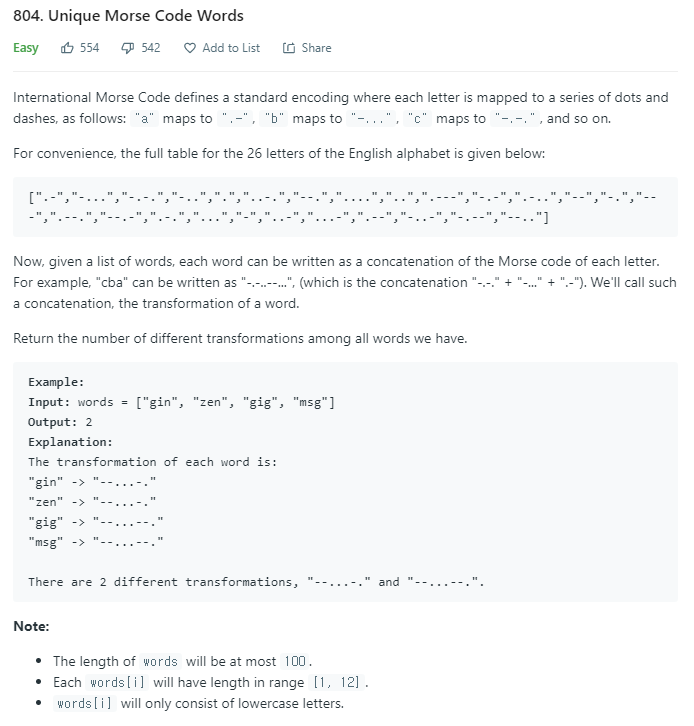 804. Unique Morse Code Words
Easy 554 542 Add to List Share
International Morse Code defines a standard encoding where each letter is mapped to a series of dots and
dashes, as follows: "a" maps to ".-", "b" maps to "-...", "c" maps to "-.-.", and so on.
For convenience, the full table for the 26 letters of the English alphabet is given below:
[".-","-...","-.-.","-..",".","..-.","--.","....","..",".---","-.-",".-..","--","-.","--
-",".--.","--.-",".-.","...","-","..-","...-",".--","-..-","-.--","--.."]
Now, given a list of words, each word can be written as a concatenation of the Morse code of each letter.
For example, "cba" can be written as "-.-..--...", (which is the concatenation "-.-." + "-..." + ".-"). We'll call such
a concatenation, the transformation of a word.
Return the number of different transformations among all words we have.
Example:
Input: words = ["gin", "zen", "gig", "msg"]
Output: 2
Explanation:
The transformation of each word is:
"gin" -> "--...-."
"zen" -> "--...-."
"gig" -> "--...--."
"msg" -> "--...--."
There are 2 different transformations, "--...-." and "--...--.".
Note:
• The length of words will be at most 100.
• Each words[i] will have length in range [1, 12].
• words[i] will only consist of lowercase letters.